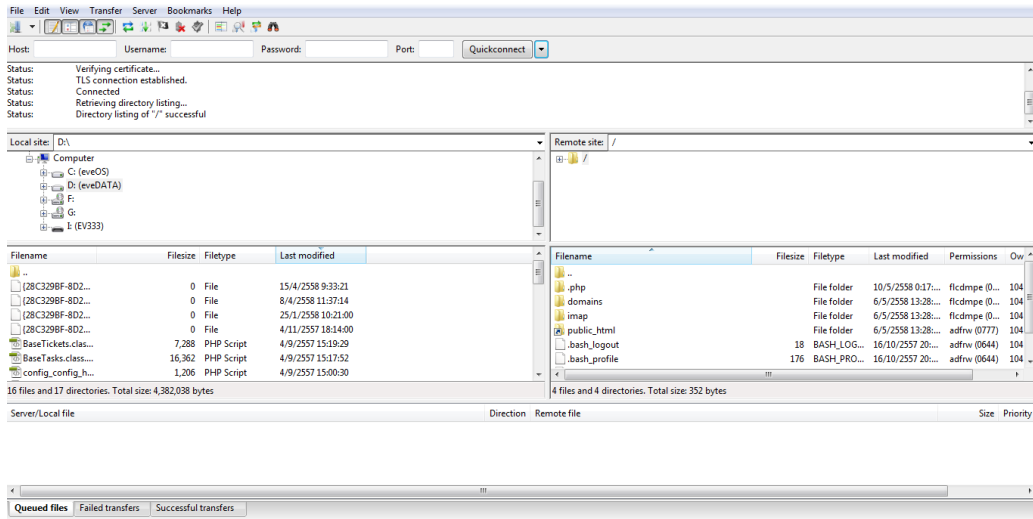 File Edit View Transfer Server Bookmarks Help
Host: Username: Password: Port: Quickconnect
Status: Verifying certificate...
Status: TLS connection established.
Status: Connected
Status: Retrieving directory listing...
Status: Directory listing of "/" successful
Local site: D:\
Computer
C: (eveOS)
D: (eveDATA)
F:
G:
I: (EV333)
Remote site: /
/
Filename Filesize Filetype Last modified
..
{28C329BF-8D2... 0 File 15/4/2558 9:33:21
{28C329BF-8D2... 0 File 8/4/2558 11:37:14
{28C329BF-8D2... 0 File 25/1/2558 10:21:00
{28C329BF-8D2... 0 File 4/11/2557 18:14:00
BaseTickets.clas... 7,288 PHP Script 4/9/2557 15:19:29
BaseTasks.class.... 16,362 PHP Script 4/9/2557 15:17:52
config_config_h... 1,206 PHP Script 4/9/2557 15:00:30
16 files and 17 directories. Total size: 4,382,038 bytes
Filename Filesize Filetype Last modified Permissions Ow
..
.php File folder 10/5/2558 0:17:... flcdmpe (0... 104
domains File folder 6/5/2558 13:28:... flcdmpe (0... 104
imap File folder 6/5/2558 13:28:... flcdmpe (0... 104
public_html File folder 6/5/2558 13:28:... adfrw (0777) 104
.bash_logout 18 BASH_LOG... 16/10/2557 20:... adfrw (0644) 104
.bash_profile 176 BASH_PRO... 16/10/2557 20:... adfrw (0644) 104
4 files and 4 directories. Total size: 352 bytes
Server/Local file Direction Remote file Size Priority
Queued files Failed transfers Successful transfers